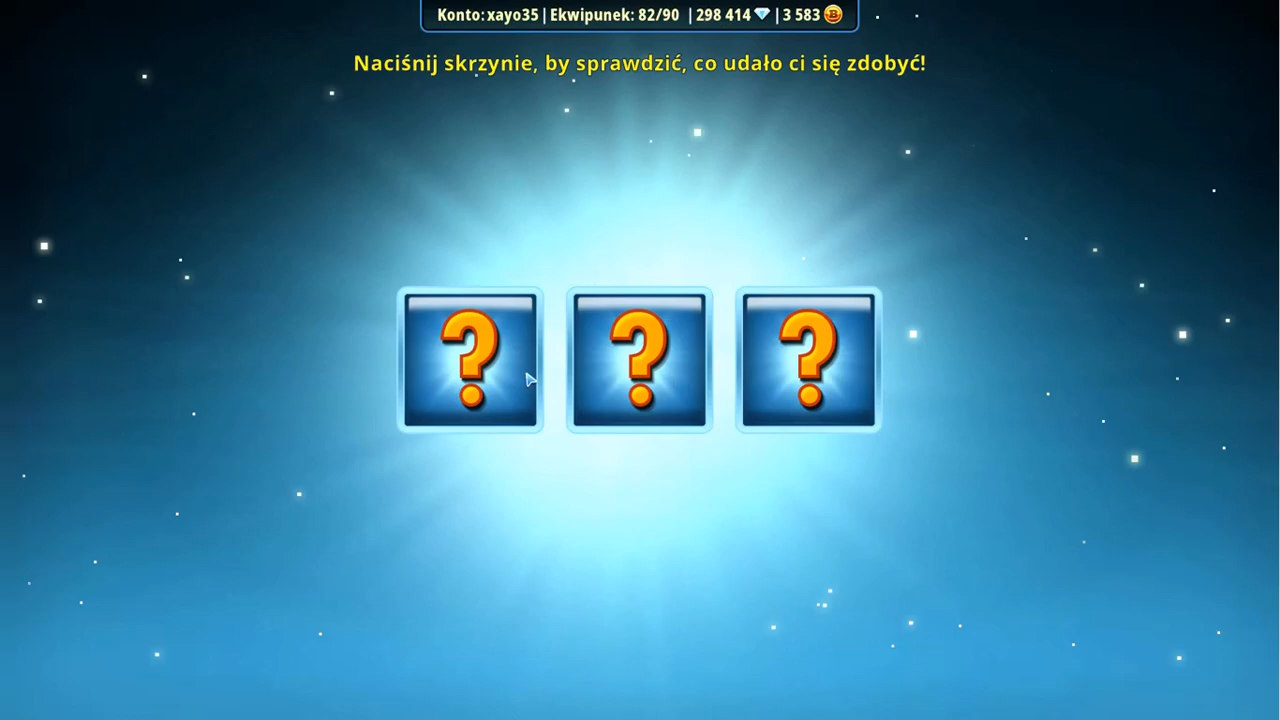 Konto: xayo35 | Ekwipunek: 82/90 | 298 414 | 3 583 B
Naciśnij skrzynie, by sprawdzić, co udało ci się zdobyć!
? ? ?